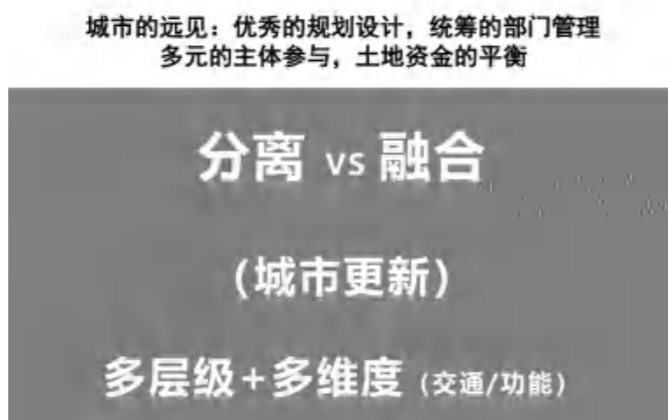 城市的远见：优秀的规划设计，统筹的部门管理
多元的主体参与，土地资金的平衡
分离 vs 融合
（城市更新）
多层级+多维度（交通/功能）